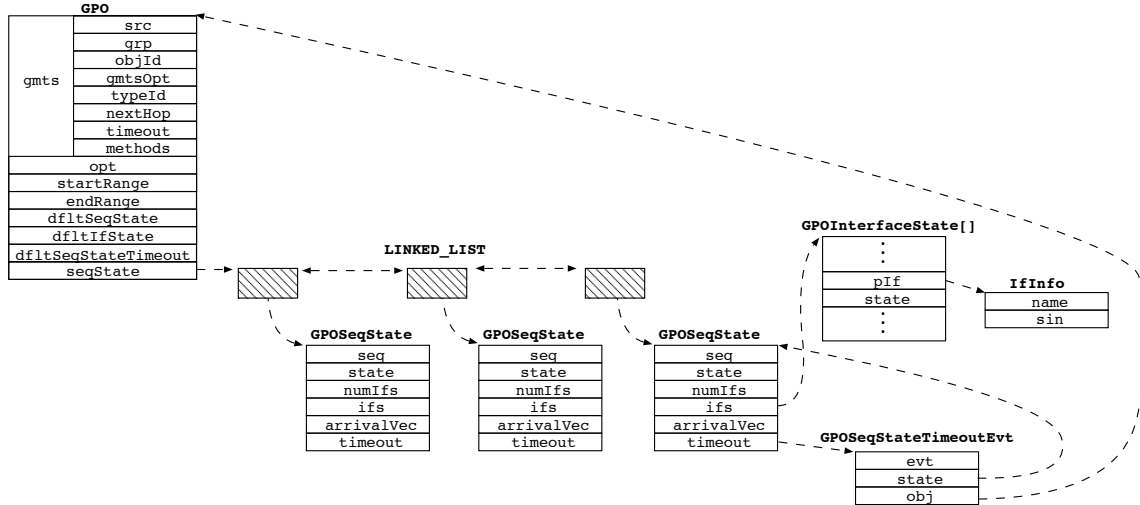 GPO
src
grp
objId
gmts
gmtsOpt
typeId
nextHop
timeout
methods
opt
startRange
endRange
dfltSeqState
dfltIfState
dfltSeqStateTimeout
seqState
LINKED_LIST
GPOInterfaceState[]
pIf
state
IfInfo
name
sin
GPOSeqState
seq
state
numIfs
ifs
arrivalVec
timeout
GPOSeqState
seq
state
numIfs
ifs
arrivalVec
timeout
GPOSeqState
seq
state
numIfs
ifs
arrivalVec
timeout
GPOSeqStateTimeoutEvt
evt
state
obj